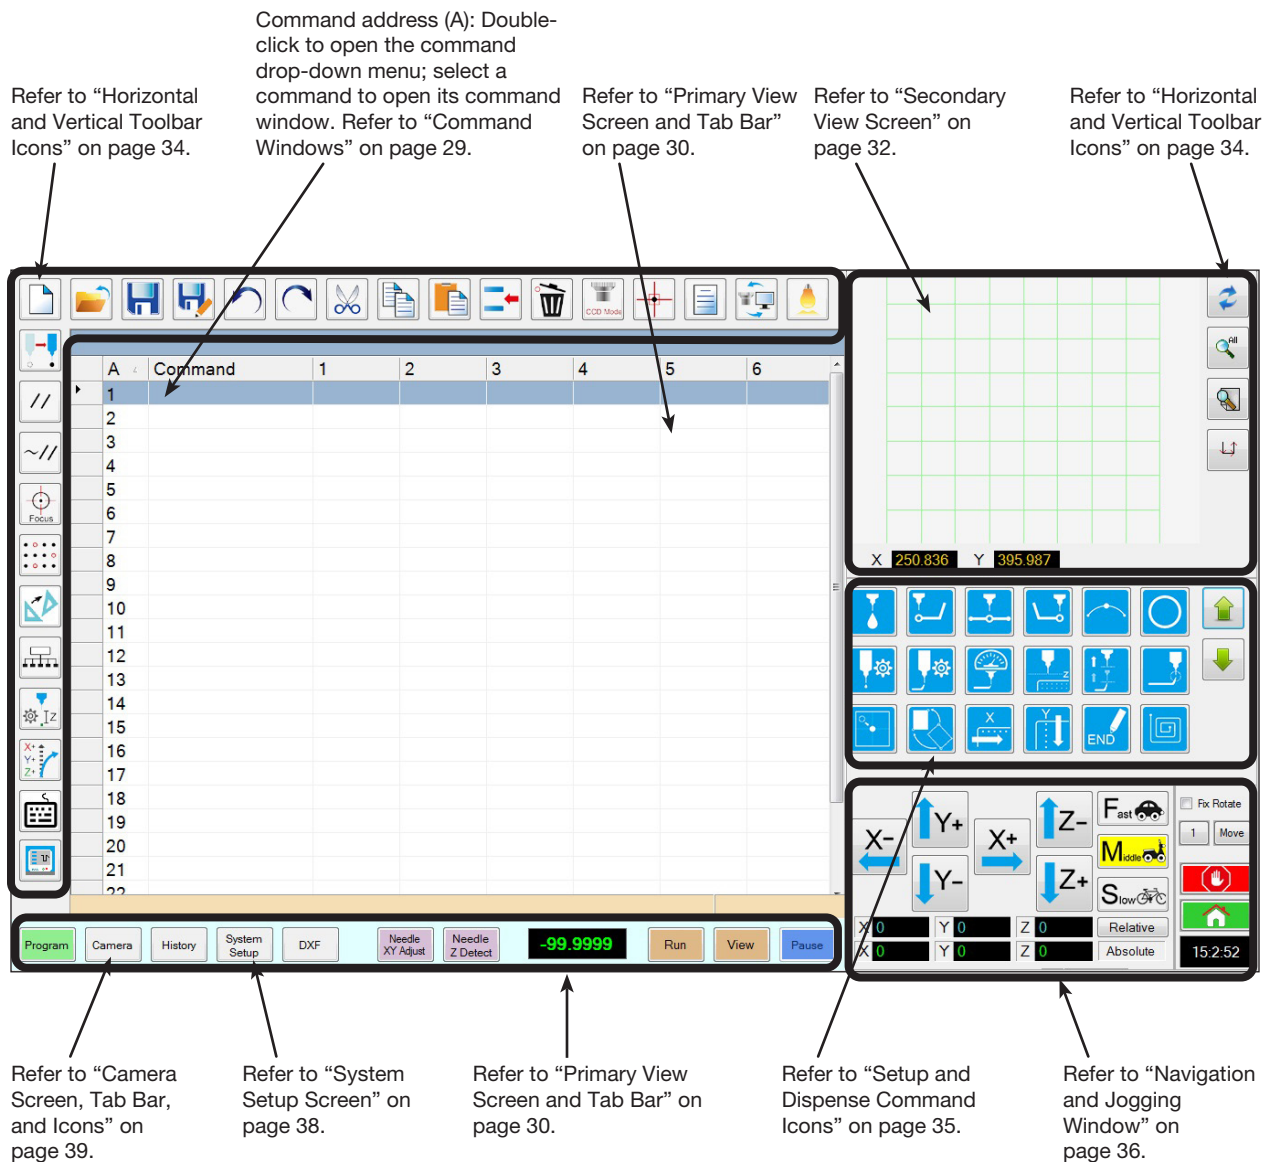 Command address (A): Double-
click to open the command
drop-down menu; select a
command to open its command
window. Refer to “Command
Windows” on page 29.
Refer to “Horizontal
and Vertical Toolbar
Icons” on page 34.
Refer to “Primary View
Screen and Tab Bar”
on page 30.
Refer to “Secondary
View Screen” on
page 32.
Refer to “Horizontal
and Vertical Toolbar
Icons” on page 34.
CCD Mode
All
A Command 1 2 3 4 5 6
1
2
3
4
5
6
7
8
9
10
11
12
13
14
15
16
17
18
19
20
21
22
//
~//
Focus
Z
X+
Y+
Z+
X 250.836 Y 395.987
Z
X
Y
END
X-
Y+
Y-
X+
Z-
Z+
Fast
Middle
Slow
Fix Rotate
1 Move
X 0 Y 0 Z 0 Relative
X 0 Y 0 Z 0 Absolute
15:2:52
Program
Camera
History
System
Setup
DXF
Needle
XY Adjust
Needle
Z Detect
-99.9999
Run
View
Pause
Refer to “Camera
Screen, Tab Bar,
and Icons” on
page 39.
Refer to “System
Setup Screen” on
page 38.
Refer to “Primary View
Screen and Tab Bar” on
page 30.
Refer to “Setup and
Dispense Command
Icons” on page 35.
Refer to “Navigation
and Jogging
Window” on
page 36.